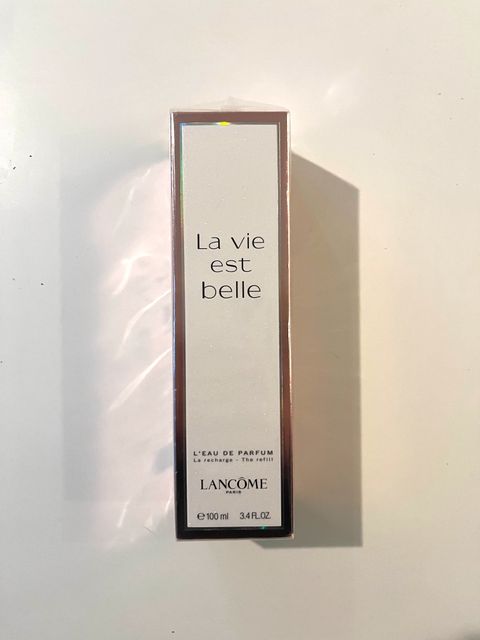 La vie
est
belle
L'EAU DE PARFUM
La recharge - The refill
LANCÔME
PARIS
℮100 ml 3.4 FL.OZ.